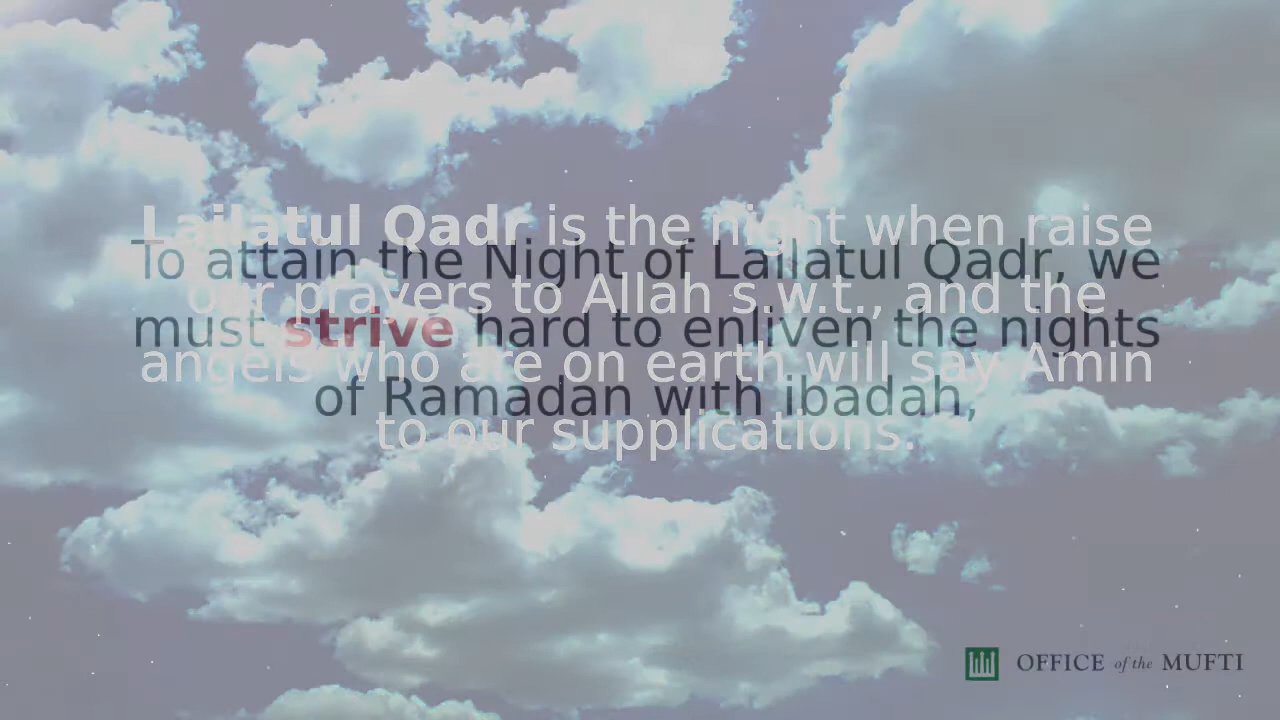 Lailatul Qadr is the night when raise
our prayers to Allah s.w.t., and the
angels who are on earth will say Amin
to our supplications.
To attain the Night of Lailatul Qadr, we
must strive hard to enliven the nights
of Ramadan with ibadah,
OFFICE of the MUFTI